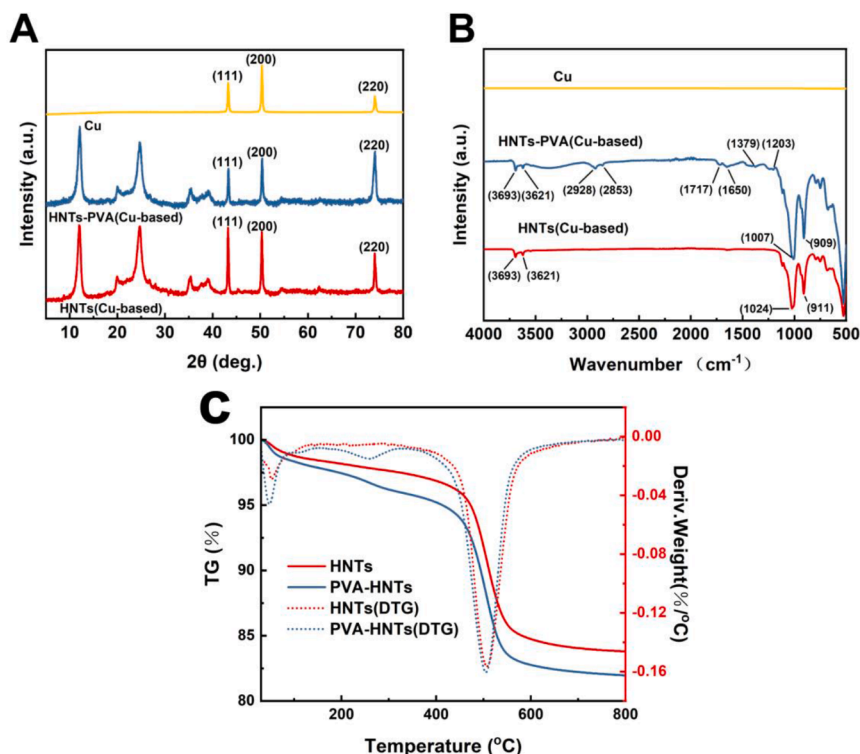 A
(200)
(111)
(220)
Cu
(111)
(200)
(220)
HNTs-PVA(Cu-based)
(111)
(200)
(220)
HNTs(Cu-based)
Intensity (a.u.)
10 20 30 40 50 60 70 80
2θ (deg.)
B
Cu
HNTs-PVA(Cu-based)
(1379) (1203)
(3693)(3621) (2928) (2853) (1717) (1650)
(1007) (909)
HNTs(Cu-based)
(3693) (3621)
(1024) (911)
Intensity (a.u.)
4000 3500 3000 2500 2000 1500 1000 500
Wavenumber （cm-1）
C
100
95
90
85
80
TG (%)
HNTs
PVA-HNTs
HNTs(DTG)
PVA-HNTs(DTG)
0.00
-0.04
-0.08
-0.12
-0.16
Deriv.Weight(%/°C)
200 400 600 800
Temperature (°C)